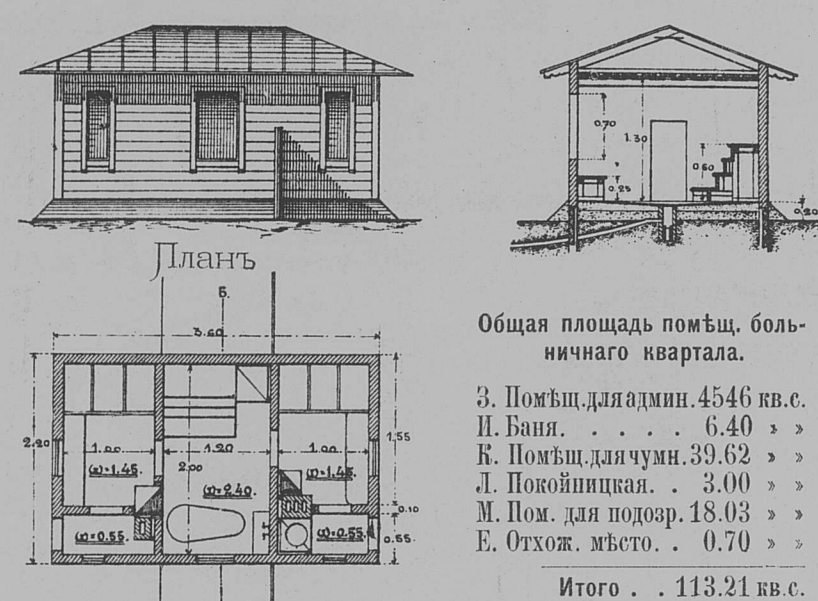 0.70
1.30
0.60
0.25
0.20
Планъ
Б.
3.60
2.20
1.00
1.20
1.00
1.55
2.00
ω=1.45.
ω=2.40.
ω=1.45.
0.10
ω=0.55.
ω=0.55.
0.55
Общая площадь помѣщ. боль-
ничнаго квартала.
З. Помѣщ.для админ. 4546 кв.с.
И. Баня. . . . . 6.40 » »
К. Помѣщ.для чумн. 39.62 » »
Л. Покойницкая. . 3.00 » »
М. Пом. для подозр. 18.03 » »
Е. Отхож. мѣсто. . 0.70 » »
Итого . . 113.21 кв.с.